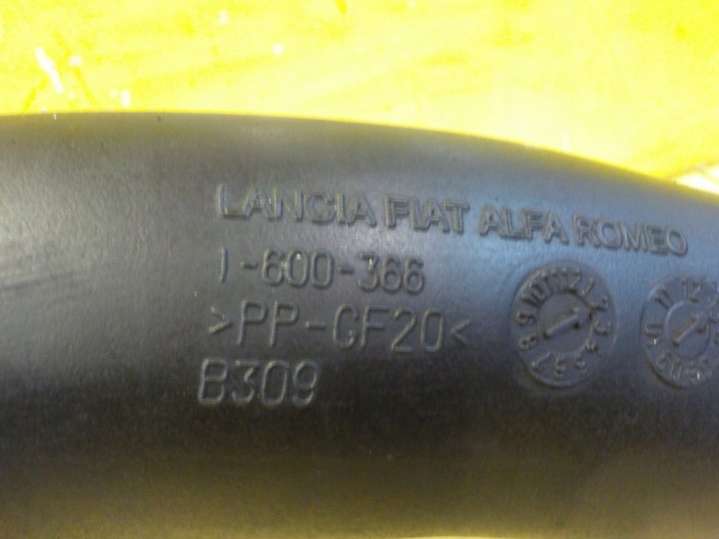 LANCIA FIAT ALFA ROMEO
1-600-366
>PP-GF20<
B309